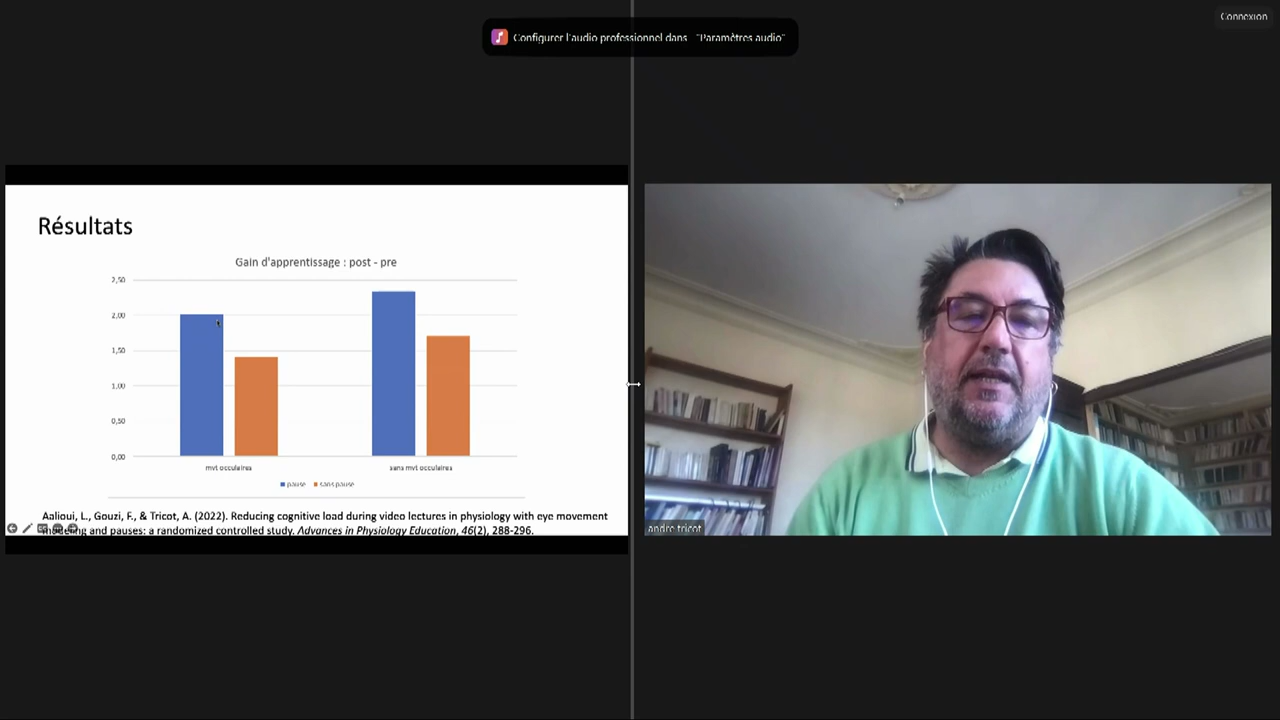 Connexion
Configurer l'audio professionnel dans "Paramètres audio"
Résultats
Gain d'apprentissage : post - pre
2,50
2,00
1,50
1,00
0,50
0,00
mvt occulaires
sans mvt occulaires
pause
sans pause
Aalioui, L., Gouzi, F., & Tricot, A. (2022). Reducing cognitive load during video lectures in physiology with eye movement
modeling and pauses: a randomized controlled study. Advances in Physiology Education, 46(2), 288-296.
andre tricot